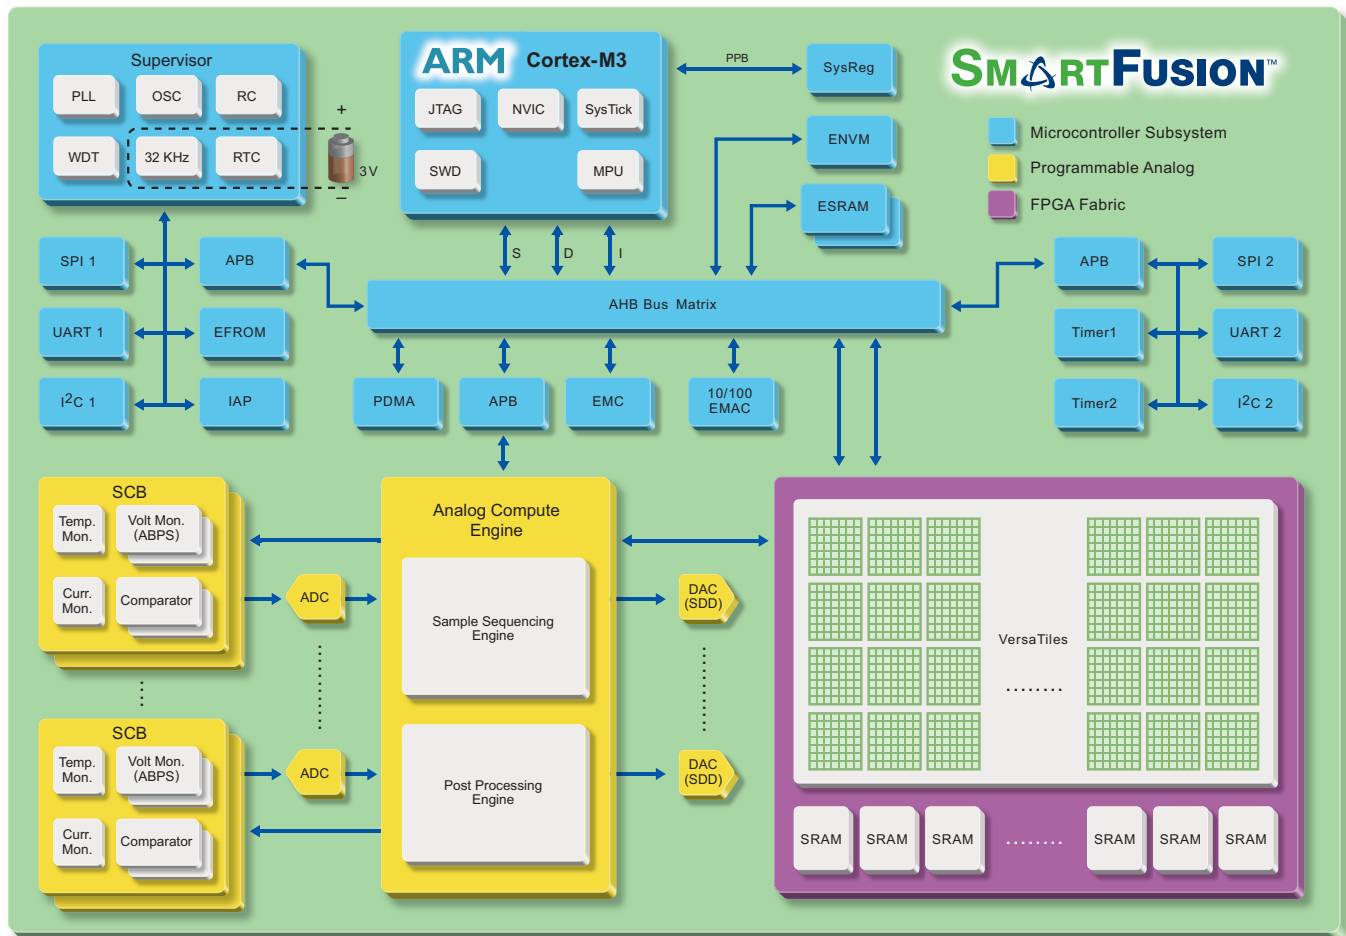 Supervisor
PLL
OSC
RC
WDT
32 KHz
RTC
+
3V
–
ARM Cortex-M3
JTAG
NVIC
SysTick
SWD
MPU
PPB
SysReg
ENVM
ESRAM
SMARTFUSION™
Microcontroller Subsystem
Programmable Analog
FPGA Fabric
S
D
I
SPI 1
APB
UART 1
EFROM
I²C 1
IAP
AHB Bus Matrix
PDMA
APB
EMC
10/100
EMAC
APB
SPI 2
Timer1
UART 2
Timer2
I²C 2
SCB
Temp.
Mon.
Volt Mon.
(ABPS)
Curr.
Mon.
Comparator
ADC
SCB
Temp.
Mon.
Volt Mon.
(ABPS)
Curr.
Mon.
Comparator
ADC
Analog Compute
Engine
Sample Sequencing
Engine
Post Processing
Engine
DAC
(SDD)
DAC
(SDD)
VersaTiles
........
SRAM
SRAM
SRAM
........
SRAM
SRAM
SRAM